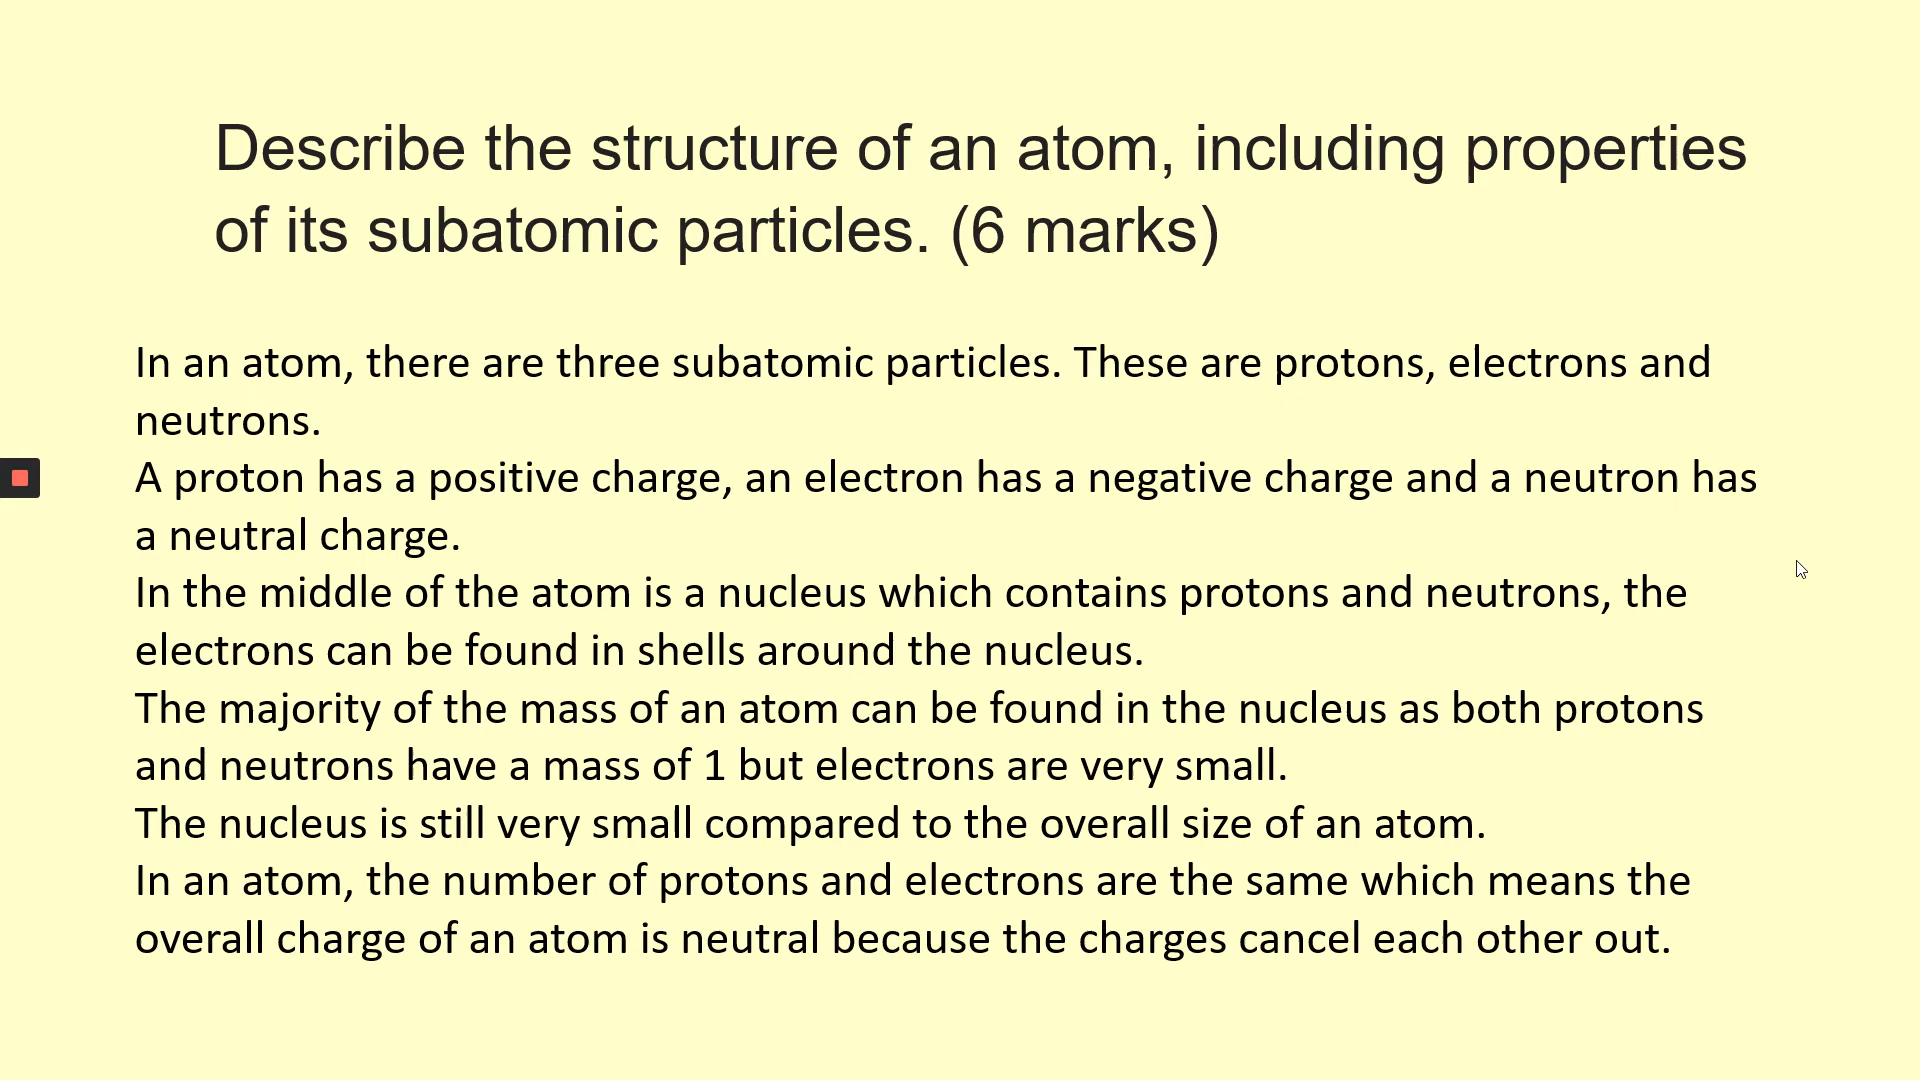 Describe the structure of an atom, including properties
of its subatomic particles. (6 marks)
In an atom, there are three subatomic particles. These are protons, electrons and
neutrons.
A proton has a positive charge, an electron has a negative charge and a neutron has
a neutral charge.
In the middle of the atom is a nucleus which contains protons and neutrons, the
electrons can be found in shells around the nucleus.
The majority of the mass of an atom can be found in the nucleus as both protons
and neutrons have a mass of 1 but electrons are very small.
The nucleus is still very small compared to the overall size of an atom.
In an atom, the number of protons and electrons are the same which means the
overall charge of an atom is neutral because the charges cancel each other out.